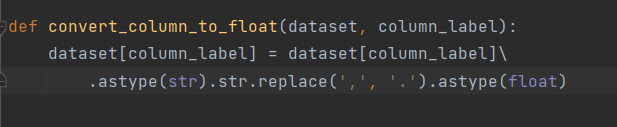 def convert_column_to_float(dataset, column_label):
    dataset[column_label] = dataset[column_label]\
        .astype(str).str.replace(',', '.').astype(float)